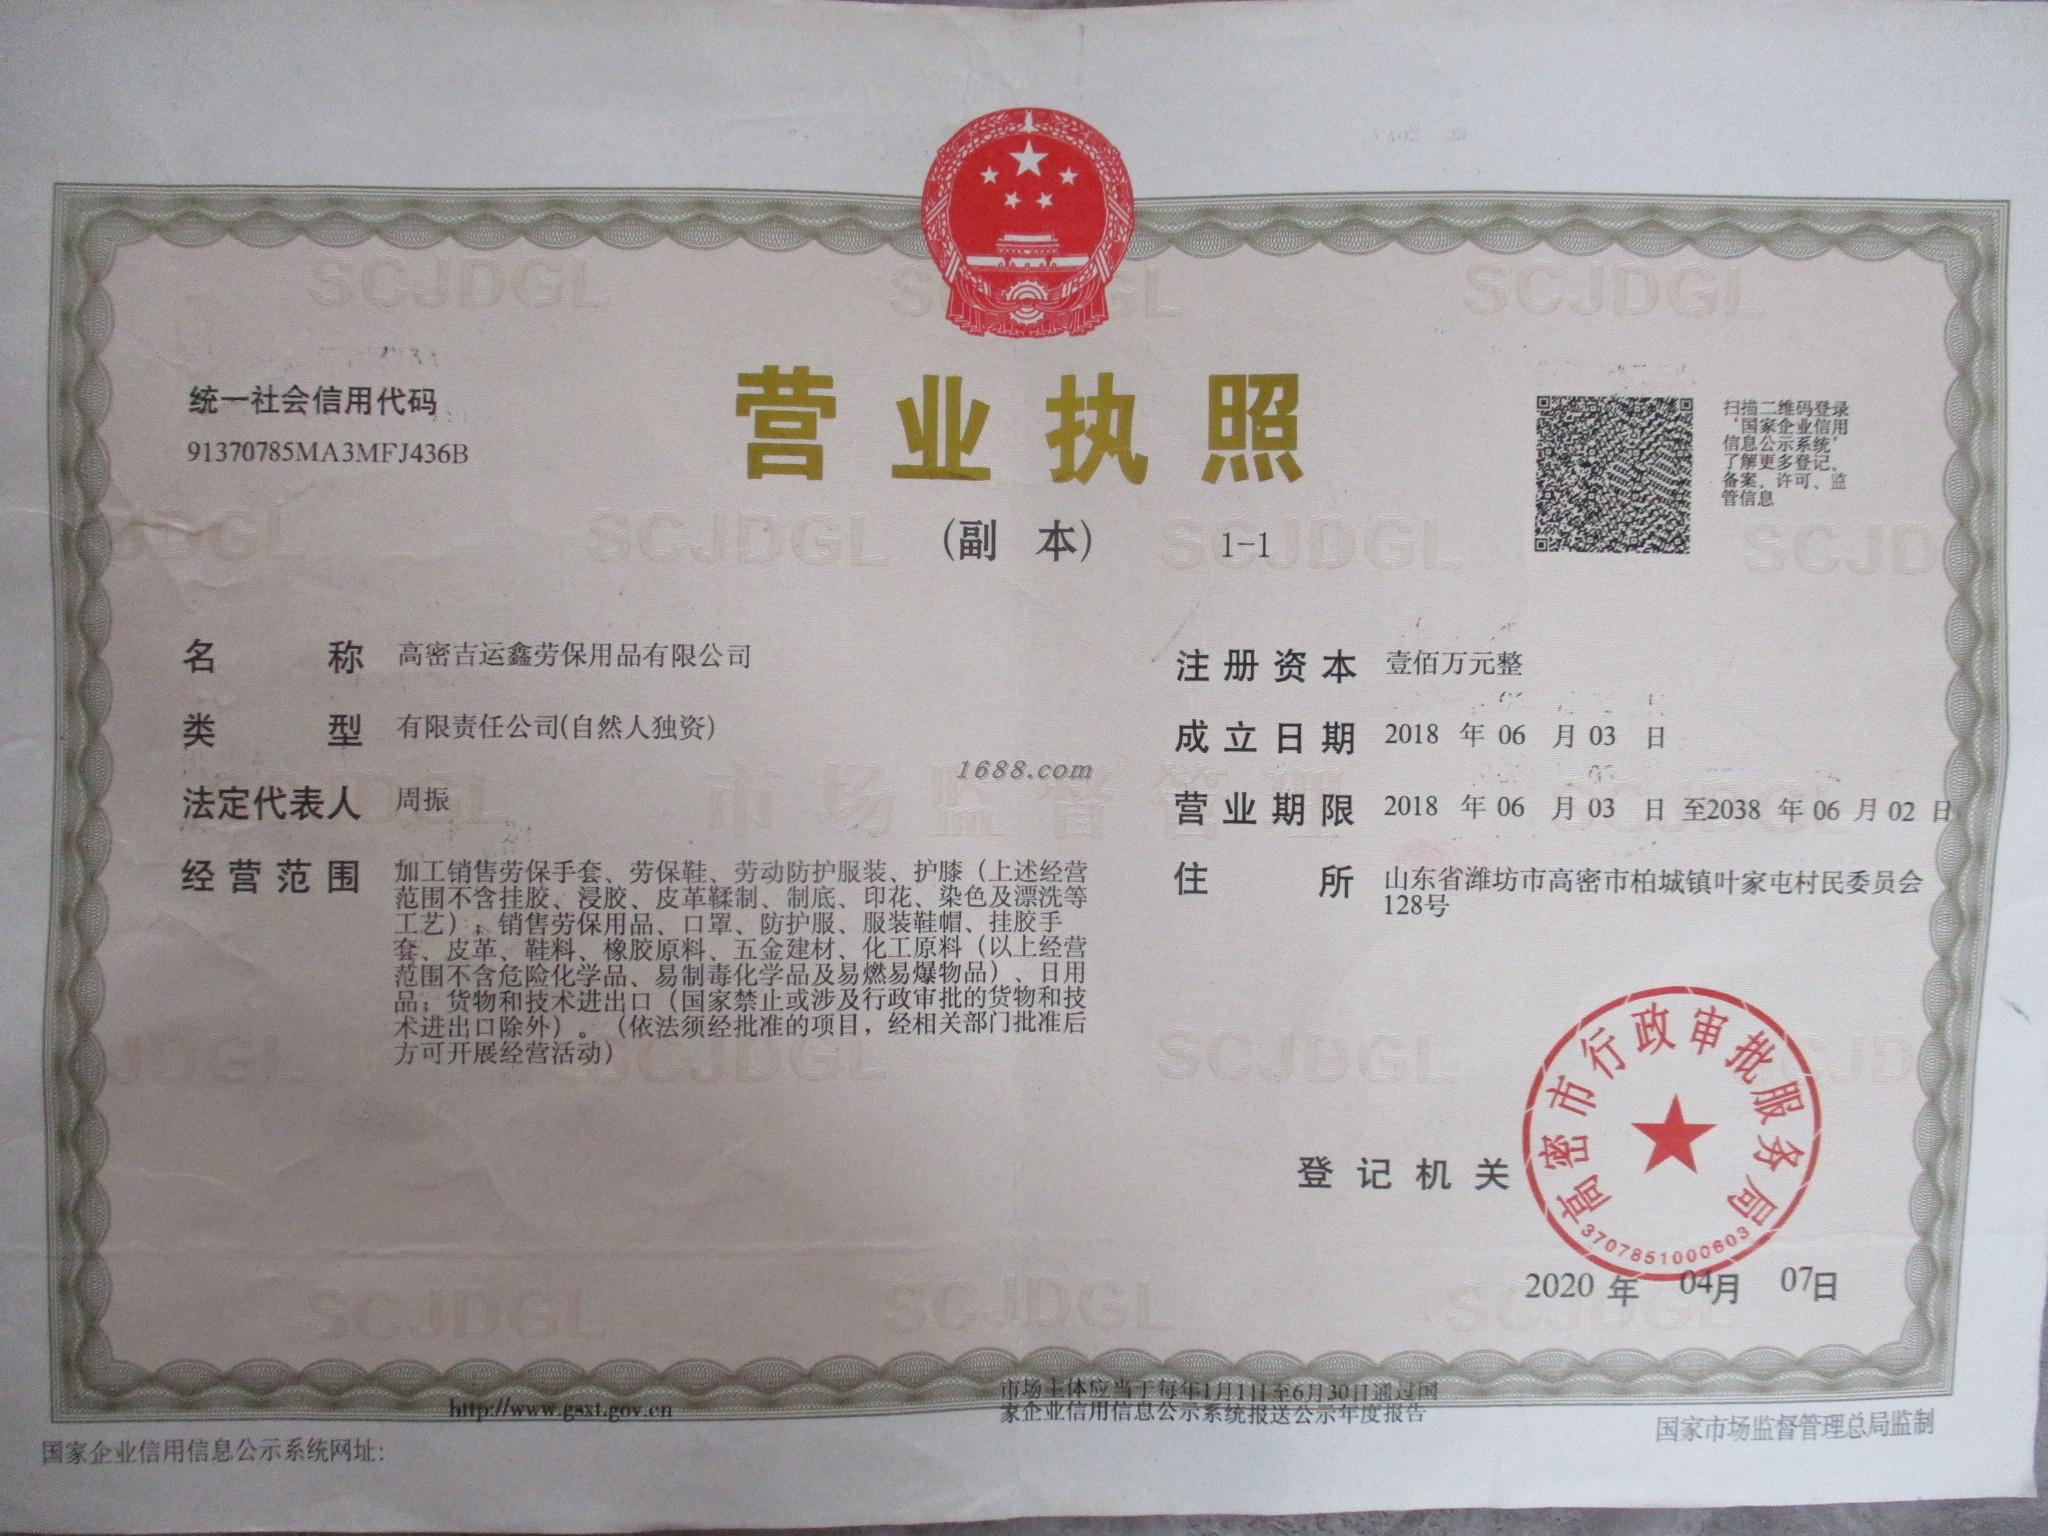 统一社会信用代码
91370785MA3MFJ436B
营业执照
(副 本) 1-1
扫描二维码登录
'国家企业信用
信息公示系统'
了解更多登记、
备案、许可、监
管信息
名 称 高密吉运鑫劳保用品有限公司
类 型 有限责任公司(自然人独资)
法定代表人 周振
经营范围 加工销售劳保手套、劳保鞋、劳动防护服装、护膝（上述经营
范围不含挂胶、浸胶、皮革鞣制、制底、印花、染色及漂洗等
工艺）；销售劳保用品、口罩、防护服、服装鞋帽、挂胶手
套、皮革、鞋料、橡胶原料、五金建材、化工原料（以上经营
范围不含危险化学品、易制毒化学品及易燃易爆物品）、日用
品；货物和技术进出口（国家禁止或涉及行政审批的货物和技
术进出口除外）。（依法须经批准的项目，经相关部门批准后
方可开展经营活动）
注册资本 壹佰万元整
成立日期 2018 年 06 月 03 日
营业期限 2018 年 06 月 03 日 至2038 年 06 月 02 日
住 所 山东省潍坊市高密市柏城镇叶家屯村民委员会
128号
1688.com
市场监督管理
SCJDGL
登记机关
高密市行政审批服务局
3707851000603
2020 年 04月 07日
http://www.gsxt.gov.cn
国家企业信用信息公示系统网址:
市场主体应当于每年1月1日至6月30日通过国
家企业信用信息公示系统报送公示年度报告
国家市场监督管理总局监制